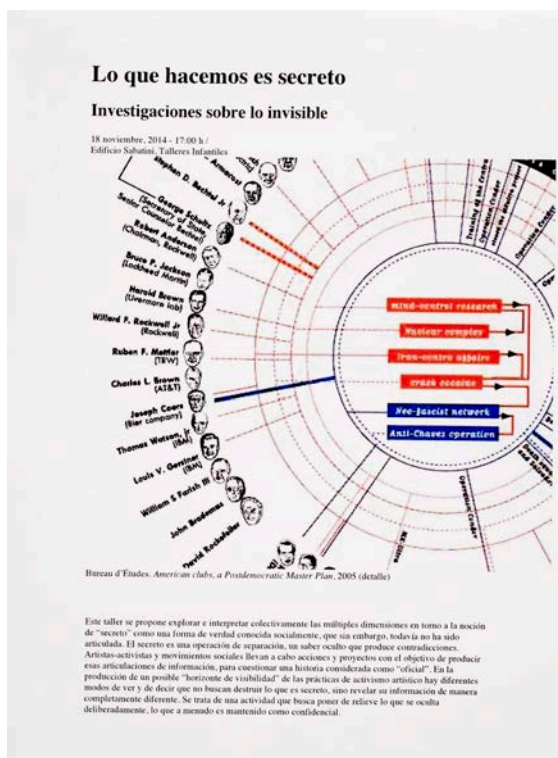 Lo que hacemos es secreto
Investigaciones sobre lo invisible
18 noviembre, 2014 - 17:00 h /
Edificio Sabatini, Talleres Infantiles
Stephen D. Bechtel Jr
George Schultz
(Secretary of State,
Senior Counselor Bechtel)
Robert Anderson
(Chairman, Rockwell)
Bruce P. Jackson
(Lockheed Martin)
Harold Brown
(Livermore lab)
Willard F. Rockwell Jr
(Rockwell)
Ruben F. Mettler
(TRW)
Charles L. Brown
(AT&T)
Joseph Coors
(Bier company)
Thomas Watson, Jr
(IBM)
Louis V. Gerstner
(IBM)
William S Farish III
John Brademas
David Rockefeller
mind-control research
Nuclear complex
Iran-contra affairs
crack cocaine
Neo-fascist network
Anti-Chavez operation
Operation Condor
Bureau d'Études. American clubs, a Postdemocratic Master Plan, 2005 (detalle)
Este taller se propone explorar e interpretar colectivamente las múltiples dimensiones en torno a la noción
de "secreto" como una forma de verdad conocida socialmente, que sin embargo, todavía no ha sido
articulada. El secreto es una operación de separación, un saber oculto que produce contradicciones.
Artistas-activistas y movimientos sociales llevan a cabo acciones y proyectos con el objetivo de producir
esas articulaciones de información, para cuestionar una historia considerada como "oficial". En la
producción de un posible "horizonte de visibilidad" de las prácticas de activismo artístico hay diferentes
modos de ver y de decir que no buscan destruir lo que es secreto, sino revelar su información de manera
completamente diferente. Se trata de una actividad que busca poner de relieve lo que se oculta
deliberadamente, lo que a menudo es mantenido como confidencial.